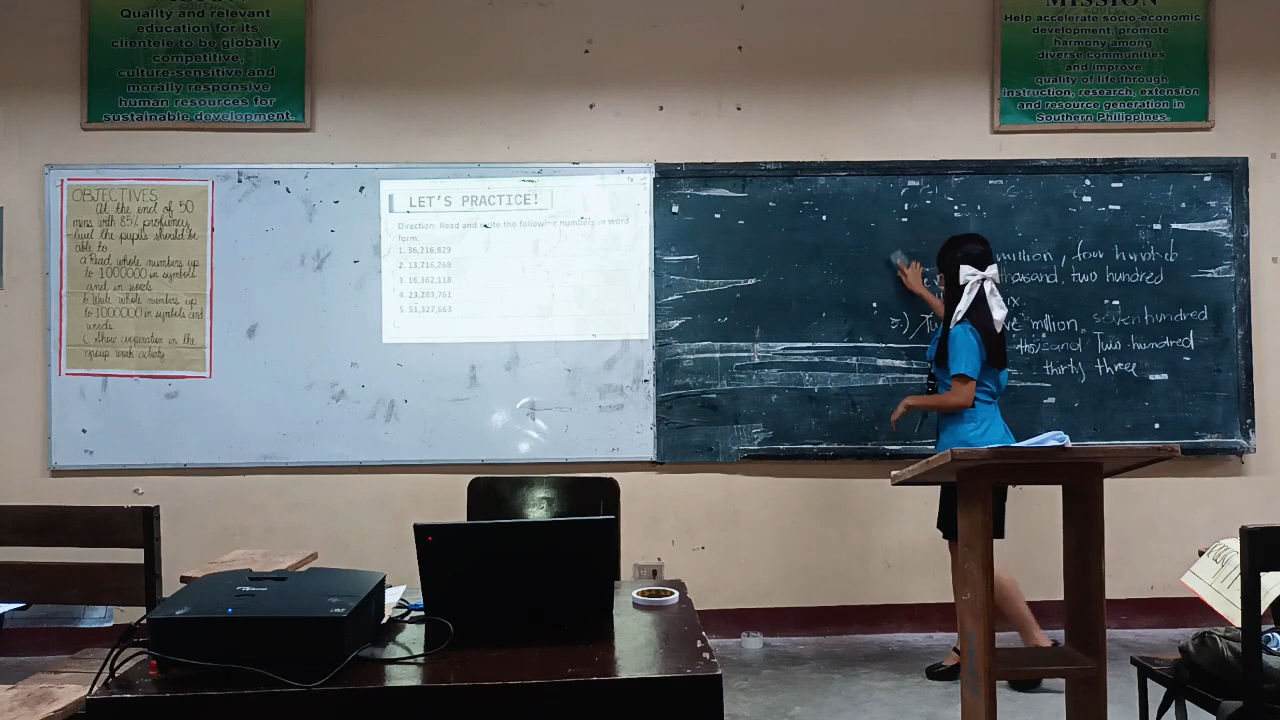 Quality and relevant
education for its
clientele to be globally
competitive,
culture-sensitive and
morally responsive
human resources for
sustainable development.
MISSION
Help accelerate socio-economic
development, promote
harmony among
diverse communities
and improve
quality of life through
instruction, research, extension
and resource generation in
Southern Philippines.
OBJECTIVES
At the end of 50
mins with 85% proficiency
the pupils should be
able to
a. Read whole numbers up
to 1000000 in symbols
and in words
b. Write whole numbers up
to 1000000 in symbols and
words.
c. Show cooperation in the
group work activity
LET'S PRACTICE!
Direction: Read and write the following numbers in word
form.
1. 36,216,829
2. 13,716,268
3. 16,362,118
4. 23,283,761
5. 51,327,663
million, four hundred
thousand, two hundred
ix.
5.) million, seven hundred
thousand Two hundred
thirty three